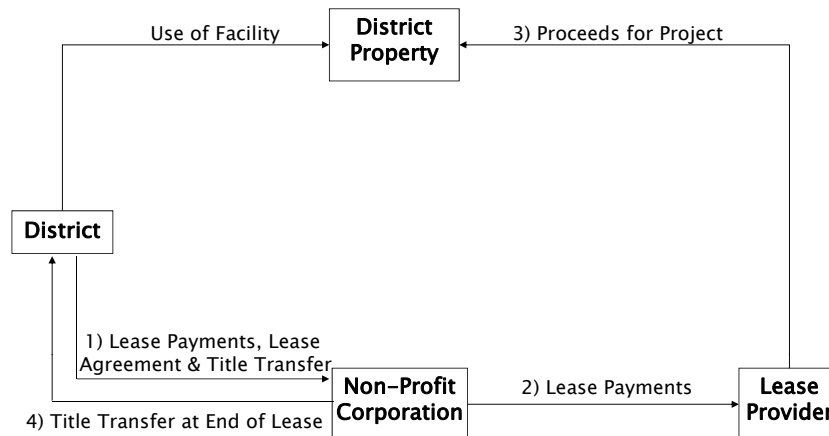 Use of Facility
District
Property
3) Proceeds for Project
District
1) Lease Payments, Lease
Agreement & Title Transfer
Non-Profit
Corporation
2) Lease Payments
Lease
Provider
4) Title Transfer at End of Lease